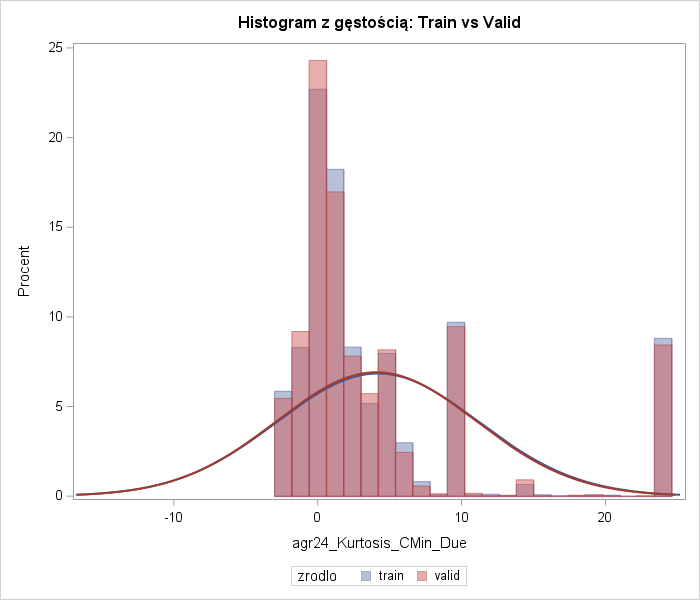 Histogram z gęstością: Train vs Valid
Procent
25
20
15
10
5
0
-10
0
10
20
agr24_Kurtosis_CMin_Due
zrodlo train valid